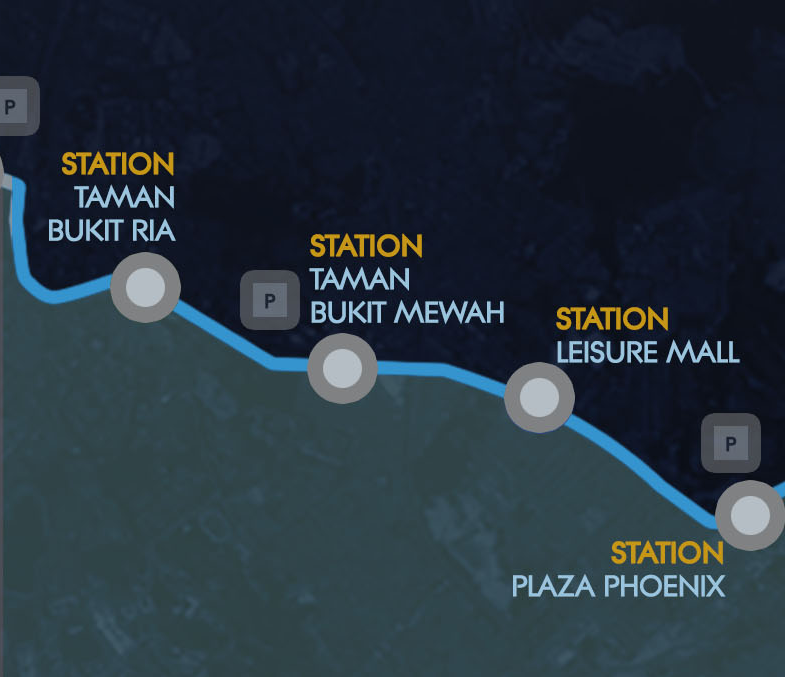 P
STATION
TAMAN
BUKIT RIA
STATION
TAMAN
P
BUKIT MEWAH
STATION
LEISURE MALL
P
STATION
PLAZA PHOENIX